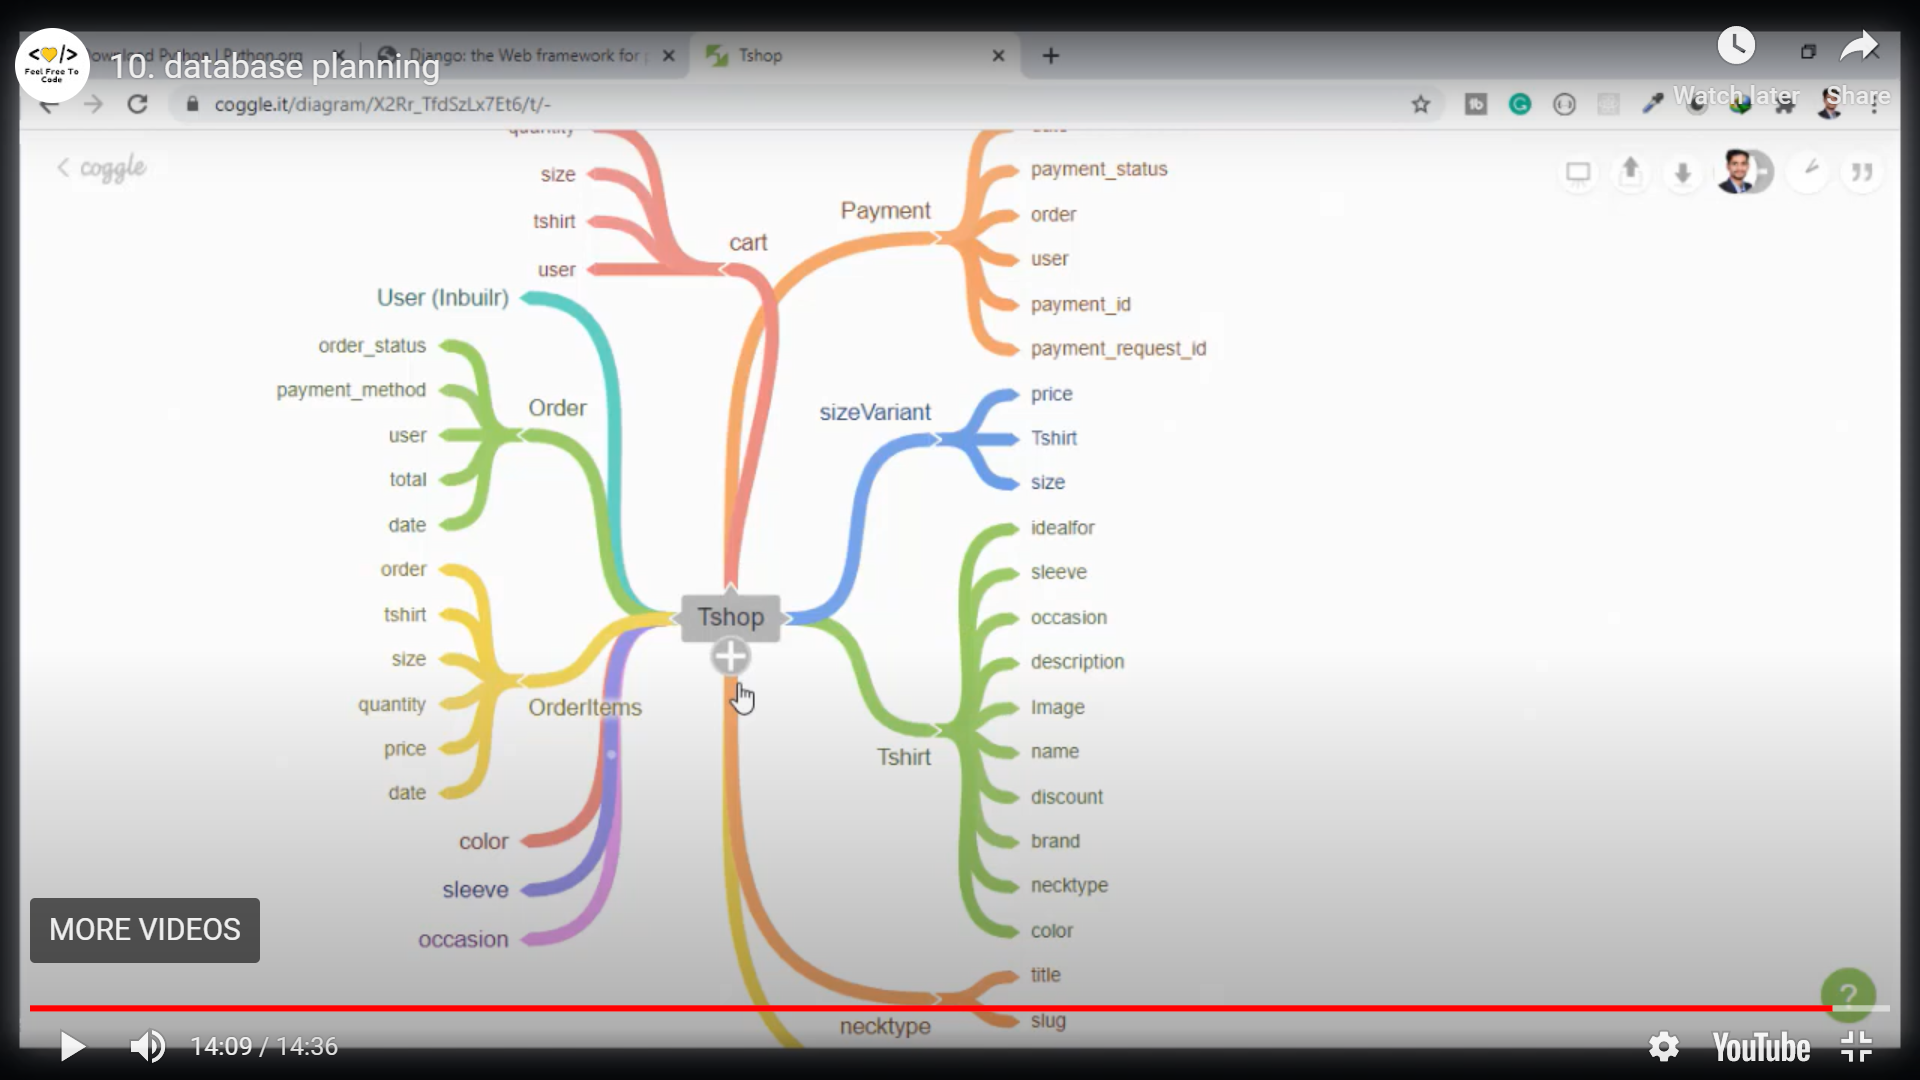 Download Python | Python.org
Django: the Web framework for
Tshop
10. database planning
Feel Free To
Code
coggle.it/diagram/X2Rr_TfdSzLx7Et6/t/-
Watch later
Share
coggle
quantity
size
tshirt
user
cart
User (Inbuilr)
order_status
payment_method
user
total
date
Order
order
tshirt
size
quantity
price
date
OrderItems
color
sleeve
occasion
Tshop
Payment
payment_status
order
user
payment_id
payment_request_id
sizeVariant
price
Tshirt
size
Tshirt
idealfor
sleeve
occasion
description
Image
name
discount
brand
necktype
color
necktype
title
slug
MORE VIDEOS
?
14:09 / 14:36
YouTube